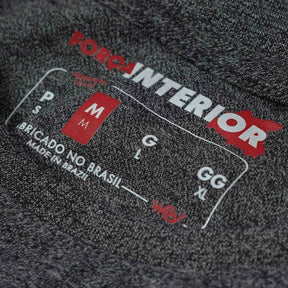 FORÇAINTERIOR
P M G GG
S M L XL
BRICADO NO BRASIL
MADE IN BRAZIL